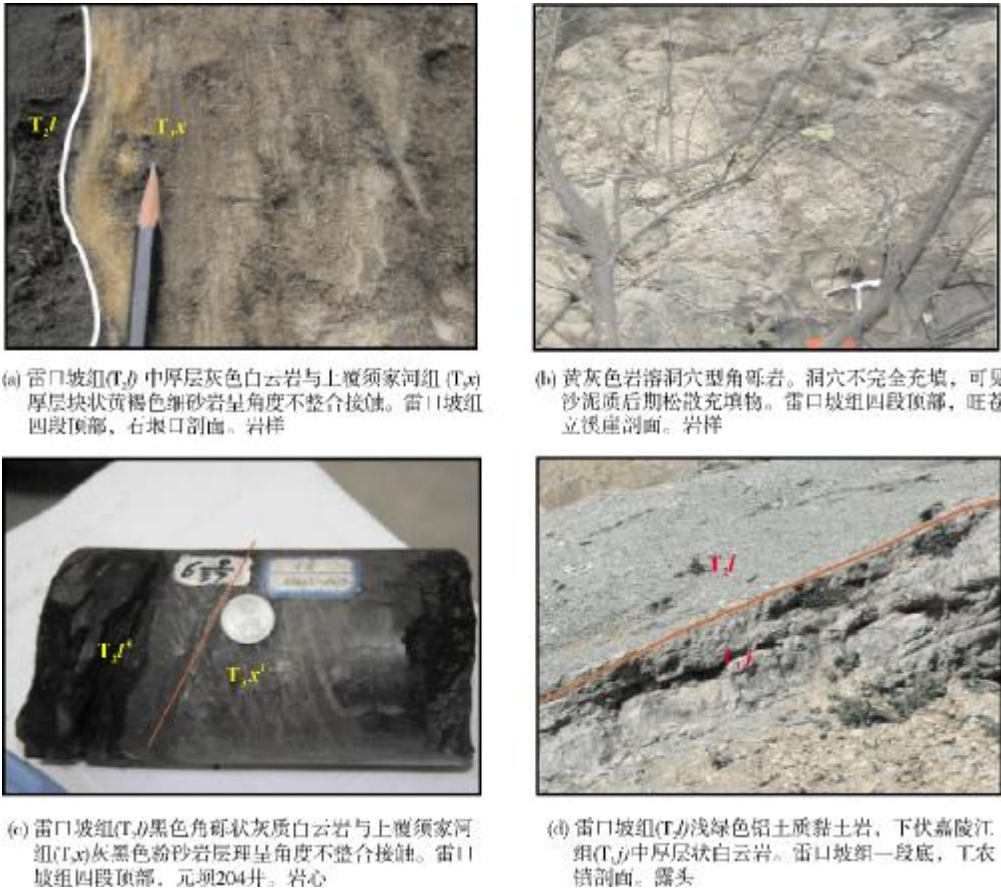 T₂l
T₃x
(a) 雷口坡组(T₂l) 中厚层灰色白云岩与上覆须家河组 (T₃x)
厚层块状黄褐色细砂岩呈角度不整合接触。雷口坡组
四段顶部，石垠口剖面。岩样
(b) 黄灰色岩溶洞穴型角砾岩。洞穴不完全充填，可见
沙泥质后期松散充填物。雷口坡组四段顶部，旺苍
立溪崖剖面。岩样
T₂l⁴
T₃x¹
(c) 雷口坡组(T₂l)黑色角砾状灰质白云岩与上覆须家河
组(T₃x)灰黑色粉砂岩层理呈角度不整合接触。雷口
坡组四段顶部，元坝204井。岩心
T₂l
(d) 雷口坡组(T₂l)浅绿色铝土质黏土岩，下伏嘉陵江
组(T₁j)中厚层状白云岩。雷口坡组一段底，工农
镇剖面。露头